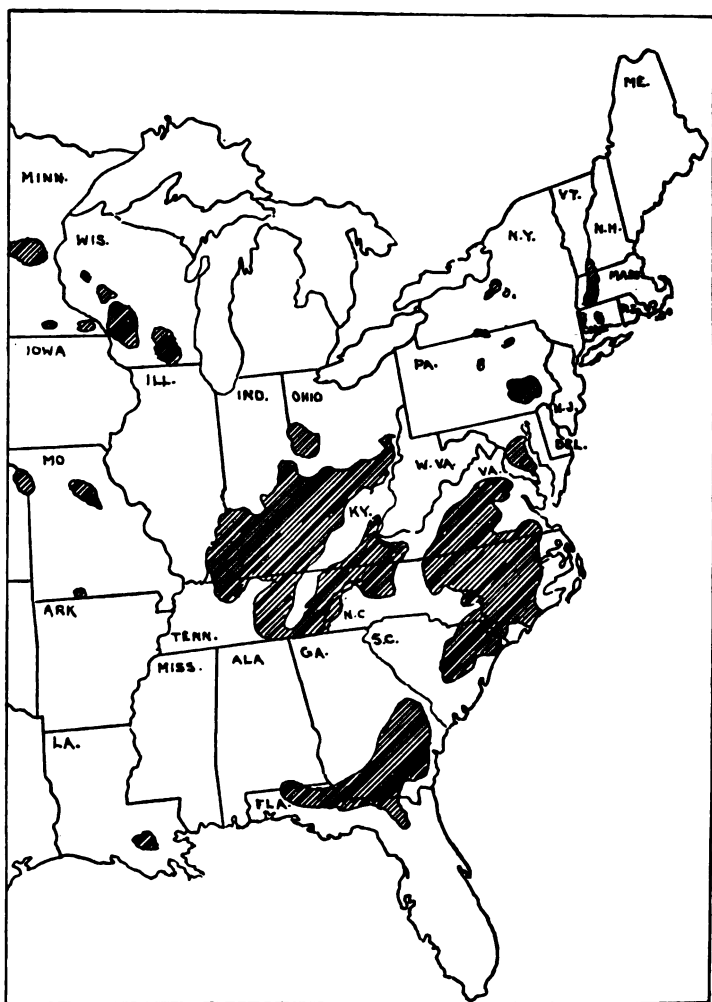 ME.
MINN.
VT.
WIS.
N.Y.
N.H.
MASS
IOWA
ILL.
IND.
OHIO
PA.
N.J.
DEL.
MO
W.VA.
VA.
KY.
ARK
TENN.
N.C
S.C.
MISS.
ALA
GA.
LA.
FLA.